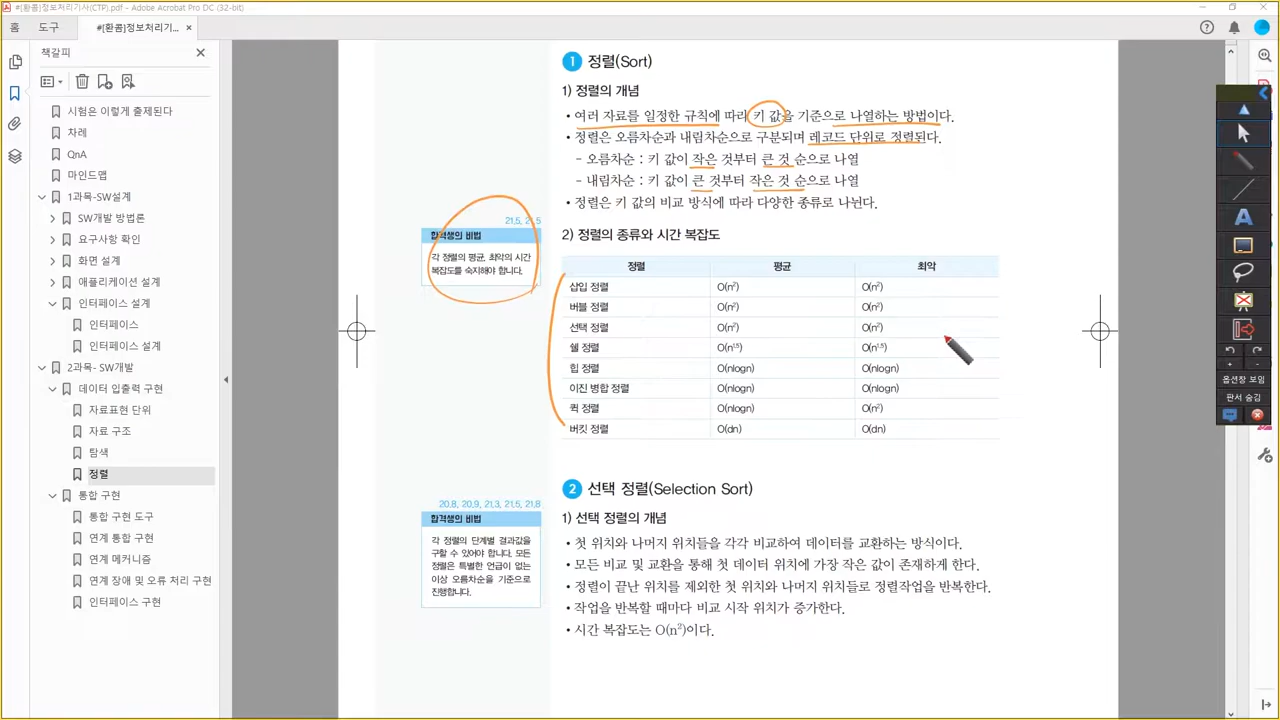 #[환콤]정보처리기사(CTP).pdf - Adobe Acrobat Pro DC (32-bit)
홈 도구 #[환콤]정보처리기... ×
책갈피
시험은 이렇게 출제된다
차례
QnA
마인드맵
1과목-SW설계
SW개발 방법론
요구사항 확인
화면 설계
애플리케이션 설계
인터페이스 설계
인터페이스
인터페이스 설계
2과목- SW개발
데이터 입출력 구현
자료표현 단위
자료 구조
탐색
정렬
통합 구현
통합 구현 도구
연계 통합 구현
연계 메커니즘
연계 장애 및 오류 처리 구현
인터페이스 구현
1 정렬(Sort)
1) 정렬의 개념
• 여러 자료를 일정한 규칙에 따라 키 값을 기준으로 나열하는 방법이다.
• 정렬은 오름차순과 내림차순으로 구분되며 레코드 단위로 정렬된다.
- 오름차순 : 키 값이 작은 것부터 큰 것 순으로 나열
- 내림차순 : 키 값이 큰 것부터 작은 것 순으로 나열
• 정렬은 키 값의 비교 방식에 따라 다양한 종류로 나뉜다.
21.5, 21.5
합격생의 비법
각 정렬의 평균, 최악의 시간
복잡도를 숙지해야 합니다.
2) 정렬의 종류와 시간 복잡도
정렬 평균 최악
삽입 정렬 O(n²) O(n²)
버블 정렬 O(n²) O(n²)
선택 정렬 O(n²) O(n²)
쉘 정렬 O(n¹·⁵) O(n¹·⁵)
힙 정렬 O(nlogn) O(nlogn)
이진 병합 정렬 O(nlogn) O(nlogn)
퀵 정렬 O(nlogn) O(n²)
버킷 정렬 O(dn) O(dn)
2 선택 정렬(Selection Sort)
20.8, 20.9, 21.3, 21.5, 21.8
합격생의 비법
각 정렬의 단계별 결과값을
구할 수 있어야 합니다. 모든
정렬은 특별한 언급이 없는
이상 오름차순을 기준으로
진행합니다.
1) 선택 정렬의 개념
• 첫 위치와 나머지 위치들을 각각 비교하여 데이터를 교환하는 방식이다.
• 모든 비교 및 교환을 통해 첫 데이터 위치에 가장 작은 값이 존재하게 한다.
• 정렬이 끝난 위치를 제외한 첫 위치와 나머지 위치들로 정렬작업을 반복한다.
• 작업을 반복할 때마다 비교 시작 위치가 증가한다.
• 시간 복잡도는 O(n²)이다.
A
옵션창 보임
판서 숨김